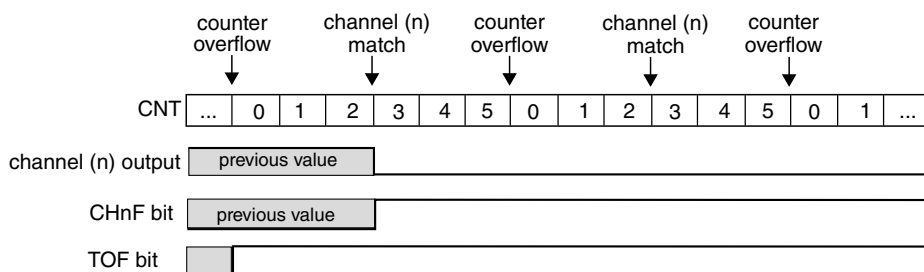 counter overflow
channel (n) match
counter overflow
channel (n) match
counter overflow
CNT ... 0 1 2 3 4 5 0 1 2 3 4 5 0 1 ...
channel (n) output previous value
CHnF bit previous value
TOF bit